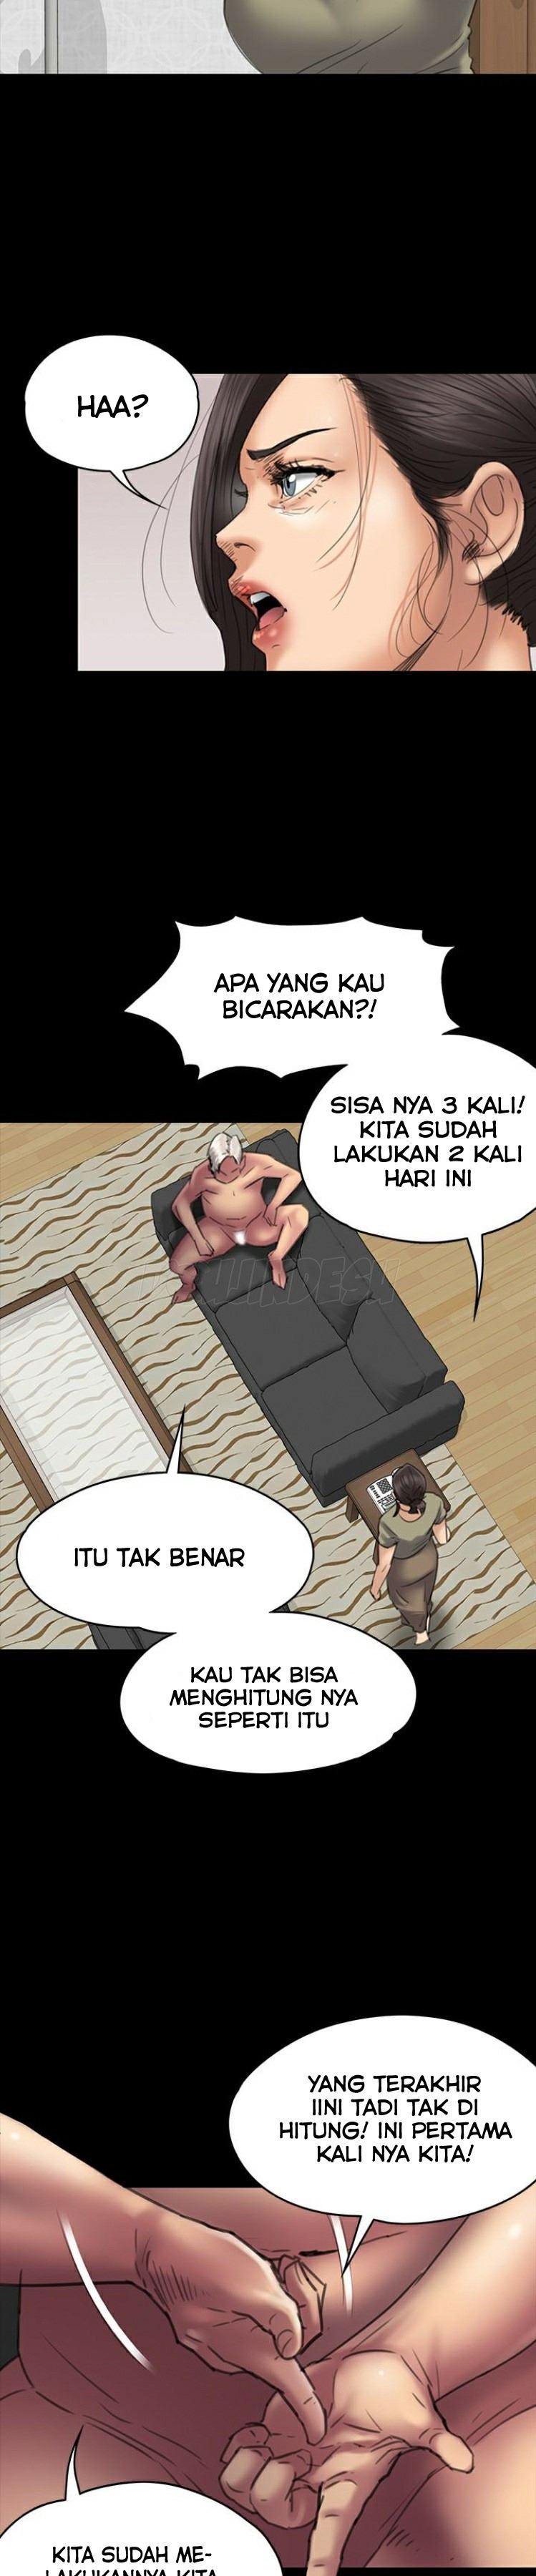 HAA?
APA YANG KAU
BICARAKAN?!
SISA NYA 3 KALI!
KITA SUDAH
LAKUKAN 2 KALI
HARI INI
ITU TAK BENAR
KAU TAK BISA
MENGHITUNG NYA
SEPERTI ITU
YANG TERAKHIR
IINI TADI TAK DI
HITUNG! INI PERTAMA
KALI NYA KITA!
KITA SUDAH ME-
LAKUKANNYA KITA